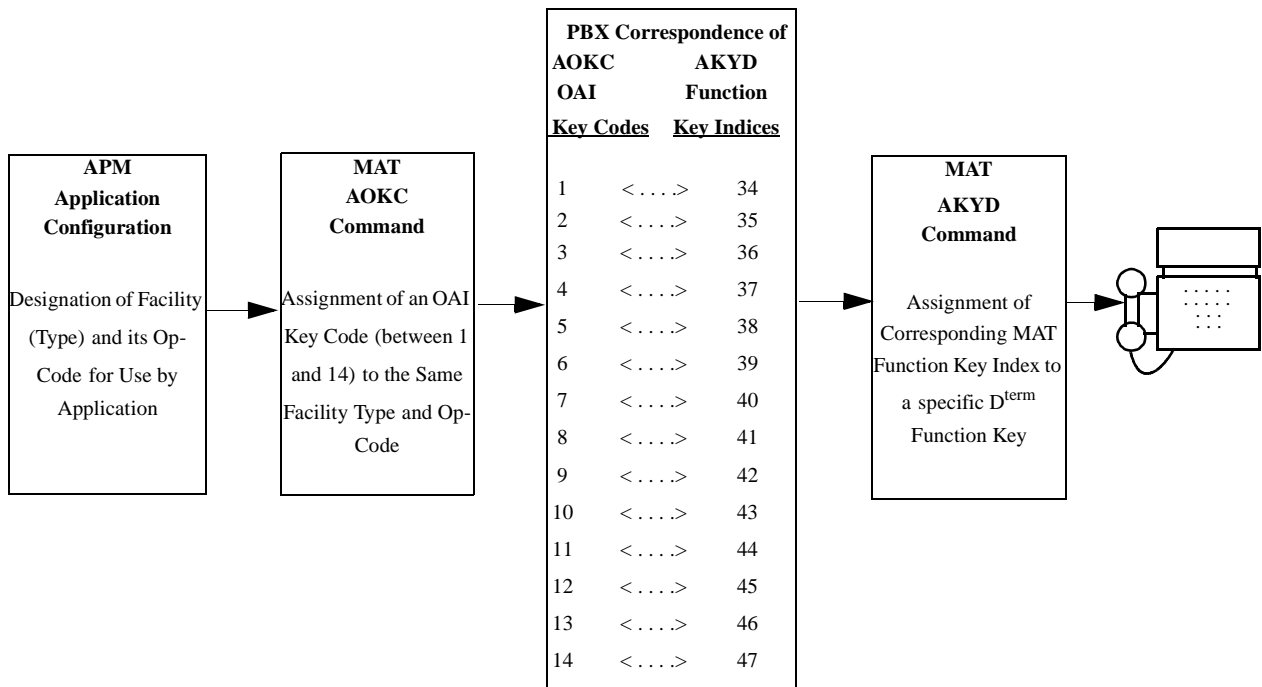 APM
Application
Configuration
Designation of Facility
(Type) and its Op-
Code for Use by
Application
MAT
AOKC
Command
Assignment of an OAI
Key Code (between 1
and 14) to the Same
Facility Type and Op-
Code
PBX Correspondence of
AOKC AKYD
OAI Function
Key Codes Key Indices
1 < . . . .> 34
2 < . . . .> 35
3 < . . . .> 36
4 < . . . .> 37
5 < . . . .> 38
6 < . . . .> 39
7 < . . . .> 40
8 < . . . .> 41
9 < . . . .> 42
10 < . . . .> 43
11 < . . . .> 44
12 < . . . .> 45
13 < . . . .> 46
14 < . . . .> 47
MAT
AKYD
Command
Assignment of
Corresponding MAT
Function Key Index to
a specific Dterm
Function Key